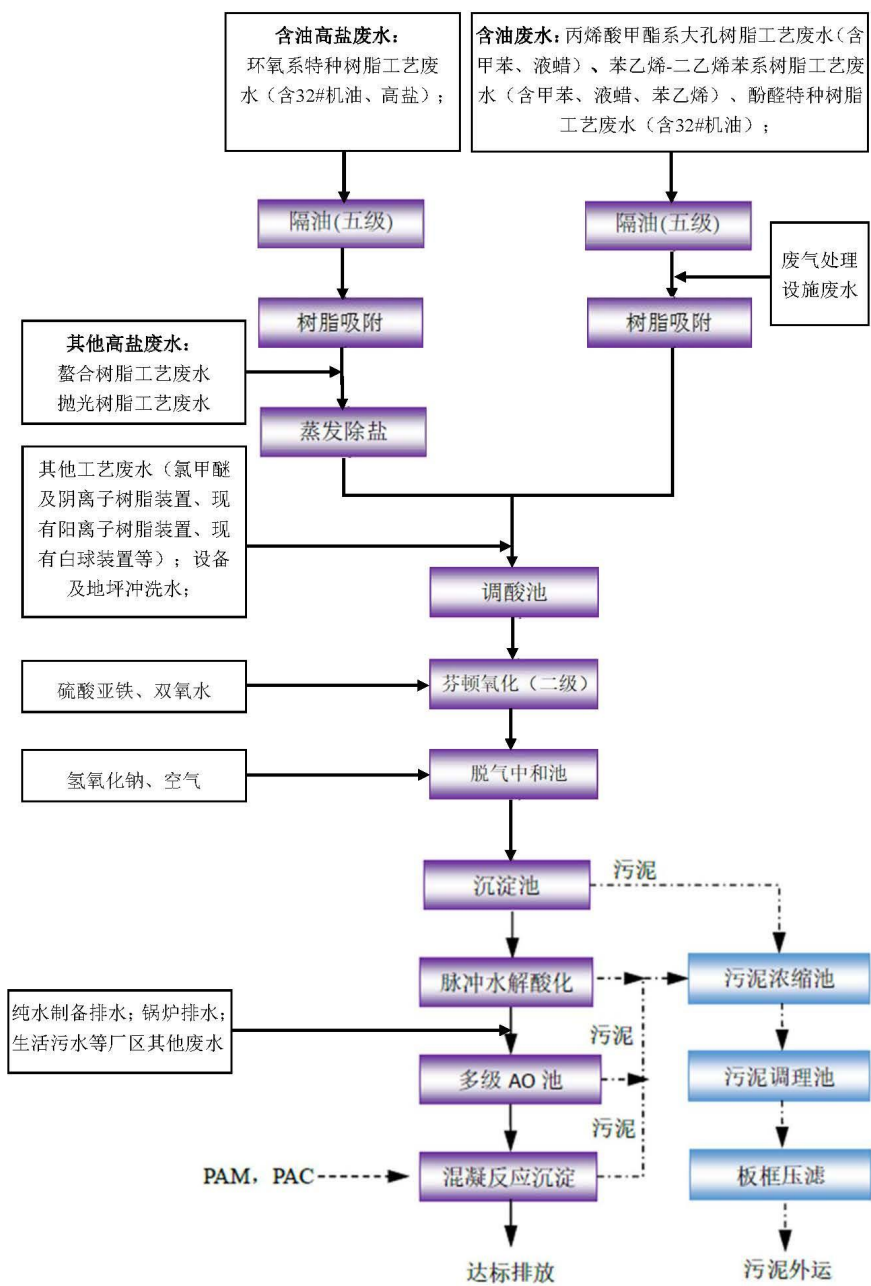 含油高盐废水：
环氧系特种树脂工艺废
水（含32#机油、高盐）；
含油废水：丙烯酸甲酯系大孔树脂工艺废水（含
甲苯、液蜡）、苯乙烯-二乙烯苯系树脂工艺废
水（含甲苯、液蜡、苯乙烯）、酚醛特种树脂
工艺废水（含32#机油）；
隔油(五级)
隔油(五级)
废气处理
设施废水
树脂吸附
树脂吸附
其他高盐废水：
螯合树脂工艺废水
抛光树脂工艺废水
蒸发除盐
其他工艺废水（氯甲醚
及阴离子树脂装置、现
有阳离子树脂装置、现
有白球装置等）；设备
及地坪冲洗水；
调酸池
硫酸亚铁、双氧水
芬顿氧化（二级）
氢氧化钠、空气
脱气中和池
沉淀池
污泥
脉冲水解酸化
污泥浓缩池
纯水制备排水；锅炉排水；
生活污水等厂区其他废水
污泥
多级 AO 池
污泥调理池
污泥
PAM，PAC
混凝反应沉淀
板框压滤
达标排放
污泥外运